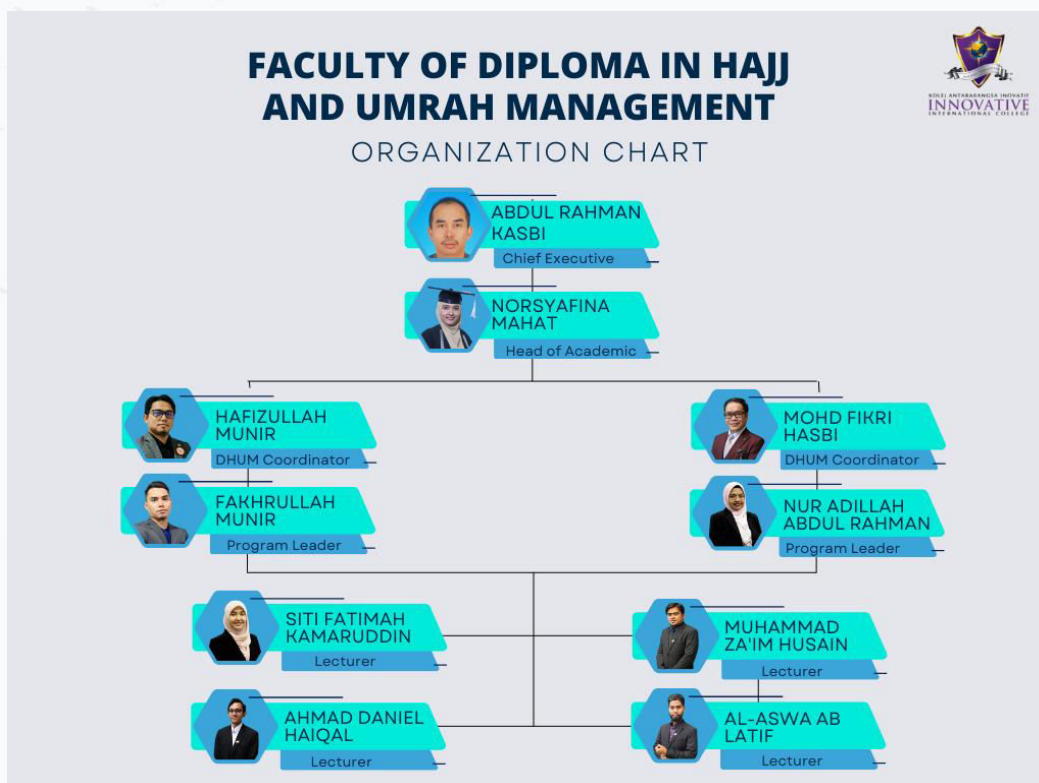 FACULTY OF DIPLOMA IN HAJJ
AND UMRAH MANAGEMENT
ORGANIZATION CHART
KOLEJ ANTARABANGSA INOVATIF
INNOVATIVE
INTERNATIONAL COLLEGE
ABDUL RAHMAN
KASBI
Chief Executive
NORSYAFINA
MAHAT
Head of Academic
HAFIZULLAH
MUNIR
DHUM Coordinator
MOHD FIKRI
HASBI
DHUM Coordinator
FAKHRULLAH
MUNIR
Program Leader
NUR ADILLAH
ABDUL RAHMAN
Program Leader
SITI FATIMAH
KAMARUDDIN
Lecturer
MUHAMMAD
ZA'IM HUSAIN
Lecturer
AHMAD DANIEL
HAIQAL
Lecturer
AL-ASWA AB
LATIF
Lecturer